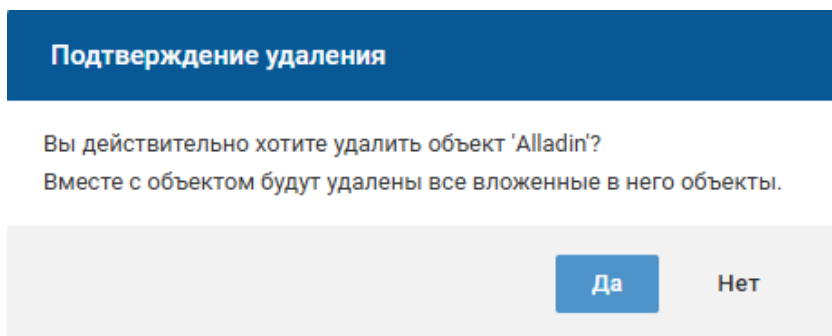 Подтверждение удаления
Вы действительно хотите удалить объект 'Alladin'?
Вместе с объектом будут удалены все вложенные в него объекты.
Да Нет